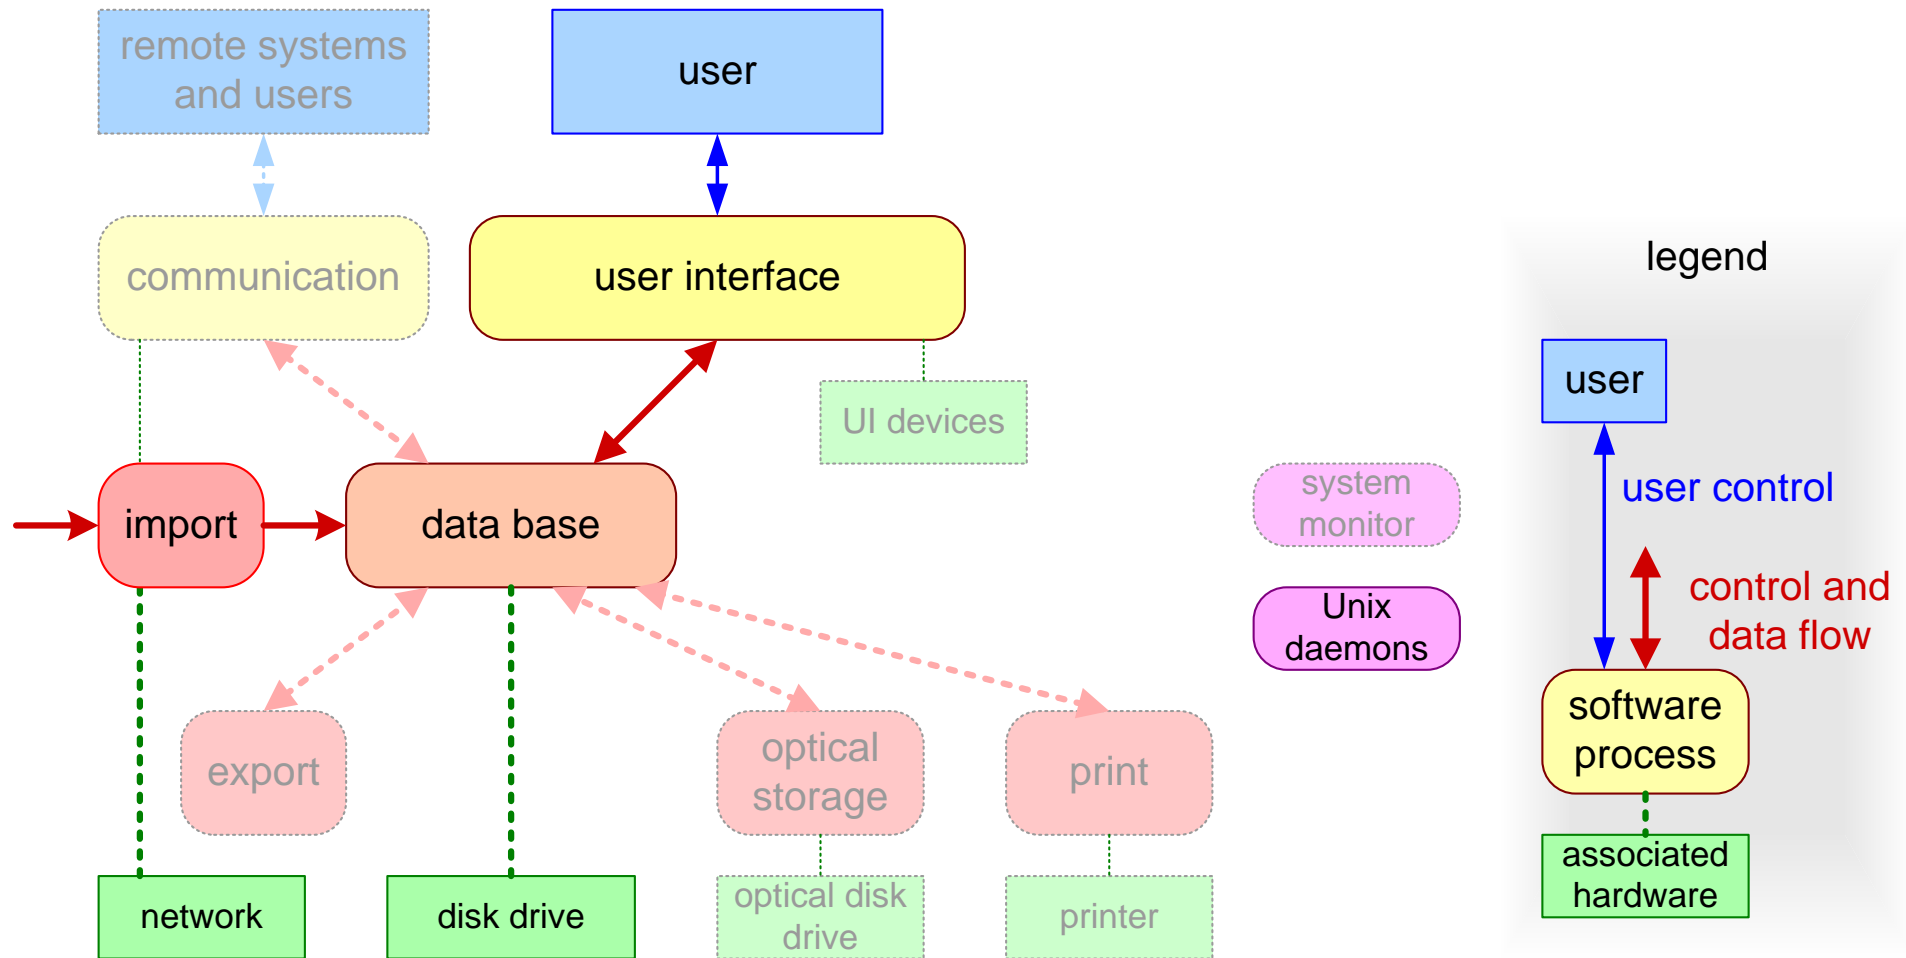 remote systems
and users
user
communication
user interface
legend
user
UI devices
user control
import
data base
system
monitor
Unix
daemons
control and
data flow
software
process
export
optical
storage
print
associated
hardware
network
disk drive
optical disk
drive
printer